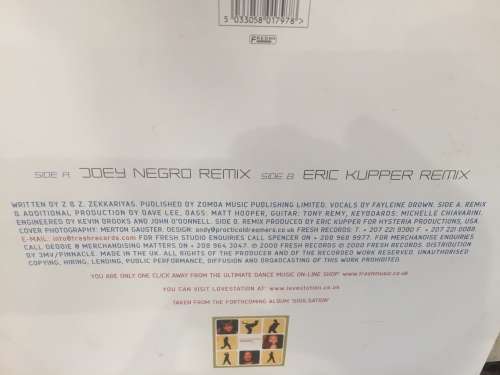 5 033058 017978 >
FRESH
SIDE A: JOEY NEGRO REMIX SIDE B: ERIC KUPPER REMIX
WRITTEN BY Z & Z. ZEKKARIYAS. PUBLISHED BY ZOMBA MUSIC PUBLISHING LIMITED. VOCALS BY FAYLEINE BROWN. SIDE A. REMIX
& ADDITIONAL PRODUCTION BY DAVE LEE, BASS: MATT HOOPER, GUITAR: TONY REMY, KEYBOARDS: MICHELLE CHIAVARINI.
ENGINEERED BY KEVIN BROOKS AND JOHN O'DONNELL. SIDE B. REMIX PRODUCED BY ERIC KUPPER FOR HYSTERIA PRODUCTIONS, USA
COVER PHOTOGRAPHY: MERTON GAUSTER. DESIGN: andy@practicaldreamers.co.uk FRESH RECORDS: T. + 207 221 9390 F. + 207 221 0088
E-MAIL: info@freshrecords.com FOR FRESH STUDIO ENQUIRIES CALL SPENCER ON + 208 968 9977. FOR MERCHANDISE ENQUIRIES
CALL DEBBIE @ MERCHANDISING MATTERS ON + 208 964 3047. © 2000 FRESH RECORDS ℗ 2000 FRESH RECORDS. DISTRIBUTION
BY 3MV/PINNACLE. MADE IN THE UK. ALL RIGHTS OF THE PRODUCER AND OF THE RECORDED WORK RESERVED. UNAUTHORISED
COPYING, HIRING, LENDING, PUBLIC PERFORMANCE, DIFFUSION AND BROADCASTING OF THIS WORK PROHIBITED.
YOU ARE ONLY ONE CLICK AWAY FROM THE ULTIMATE DANCE MUSIC ON-LINE SHOP: www.freshmusic.co.uk
YOU CAN VISIT LOVESTATION AT: www.lovestation.co.uk
TAKEN FROM THE FORTHCOMING ALBUM 'SOULSATION'